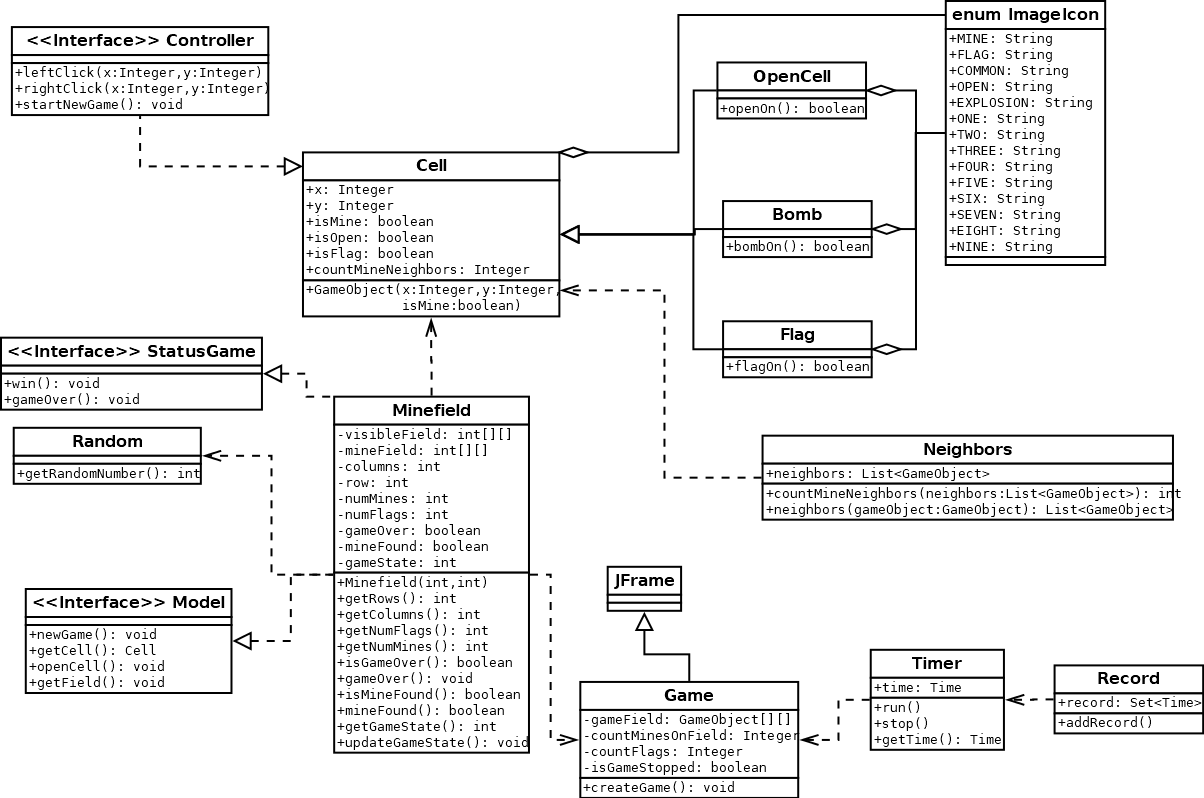 <<Interface>> Controller
+leftClick(x:Integer,y:Integer)
+rightClick(x:Integer,y:Integer)
+startNewGame(): void
enum ImageIcon
+MINE: String
+FLAG: String
+COMMON: String
+OPEN: String
+EXPLOSION: String
+ONE: String
+TWO: String
+THREE: String
+FOUR: String
+FIVE: String
+SIX: String
+SEVEN: String
+EIGHT: String
+NINE: String
OpenCell
+openOn(): boolean
Cell
+x: Integer
+y: Integer
+isMine: boolean
+isOpen: boolean
+isFlag: boolean
+countMineNeighbors: Integer
+GameObject(x:Integer,y:Integer,
isMine:boolean)
Bomb
+bombOn(): boolean
Flag
+flagOn(): boolean
<<Interface>> StatusGame
+win(): void
+gameOver(): void
Random
+getRandomNumber(): int
<<Interface>> Model
+newGame(): void
+getCell(): Cell
+openCell(): void
+getField(): void
Minefield
-visibleField: int[][]
-mineField: int[][]
-columns: int
-row: int
-numMines: int
-numFlags: int
-gameOver: boolean
-mineFound: boolean
-gameState: int
+Minefield(int,int)
+getRows(): int
+getColumns(): int
+getNumFlags(): int
+getNumMines(): int
+isGameOver(): boolean
+gameOver(): void
+isMineFound(): boolean
+mineFound(): boolean
+getGameState(): int
+updateGameState(): void
Neighbors
+neighbors: List<GameObject>
+countMineNeighbors(neighbors:List<GameObject>): int
+neighbors(gameObject:GameObject): List<GameObject>
JFrame
Game
-gameField: GameObject[][]
-countMinesOnField: Integer
-countFlags: Integer
-isGameStopped: boolean
+createGame(): void
Timer
+time: Time
+run()
+stop()
+getTime(): Time
Record
+record: Set<Time>
+addRecord()